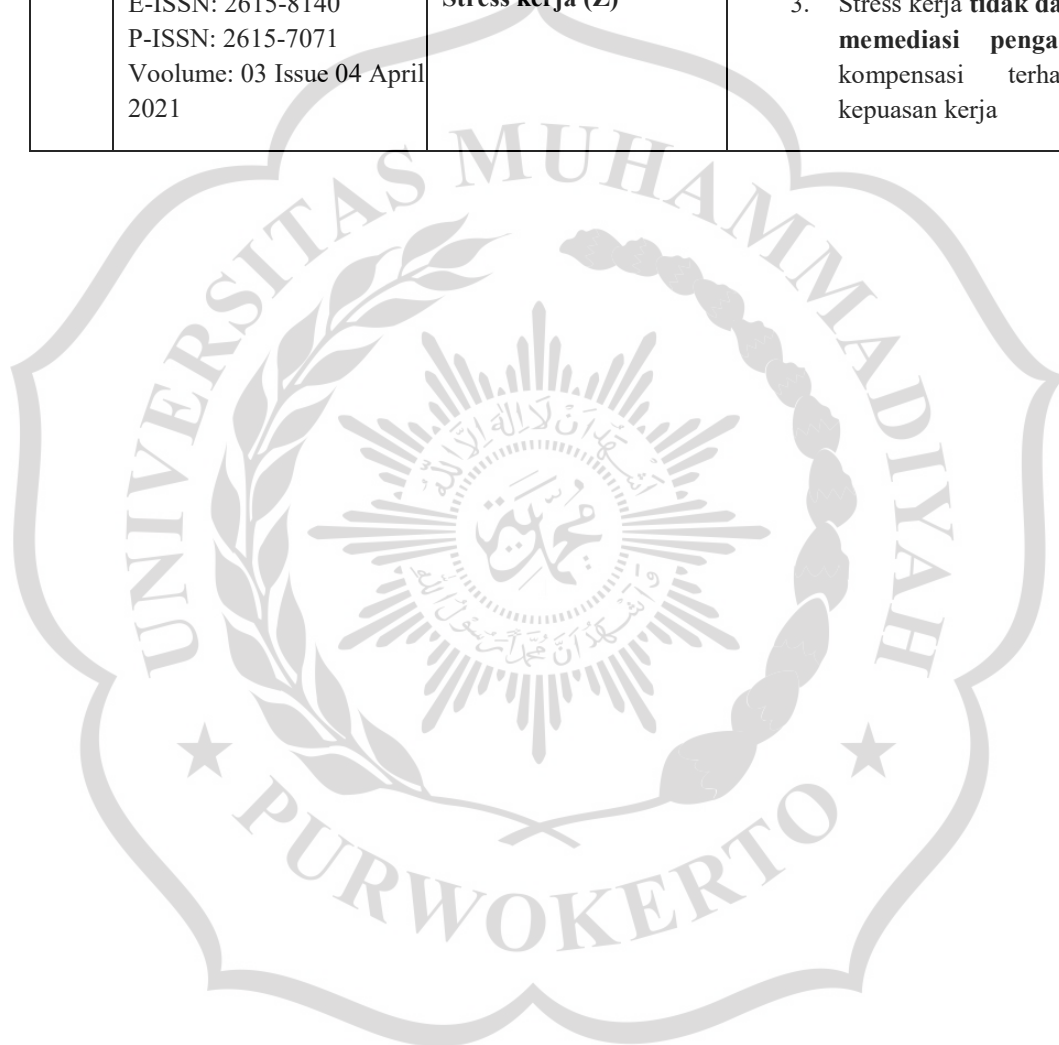 E-ISSN: 2615-8140
P-ISSN: 2615-7071
Voolume: 03 Issue 04 April
2021
Stress kerja (Z)
3. Stress kerja tidak da
memediasi penga
kompensasi terha
kepuasan kerja
UNIVERSITAS MUHAMMADIYAH
PURWOKERTO